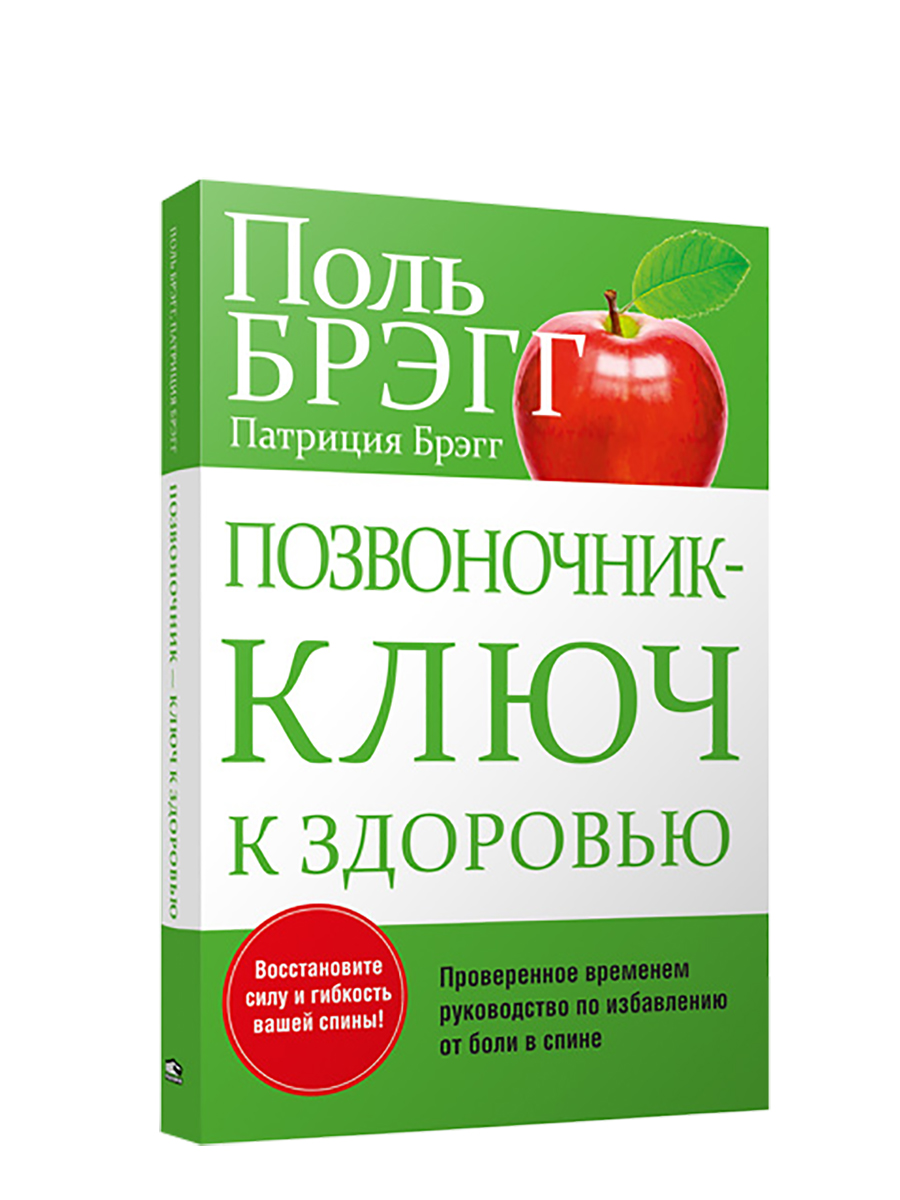 Поль
БРЭГГ
Патриция Брэгг
ПОЗВОНОЧНИК-
КЛЮЧ
К ЗДОРОВЬЮ
Восстановите
силу и гибкость
вашей спины!
Проверенное временем
руководство по избавлению
от боли в спине
ПОЛЬ БРЭГГ, ПАТРИЦИЯ БРЭГГ
ПОЗВОНОЧНИК – КЛЮЧ К ЗДОРОВЬЮ